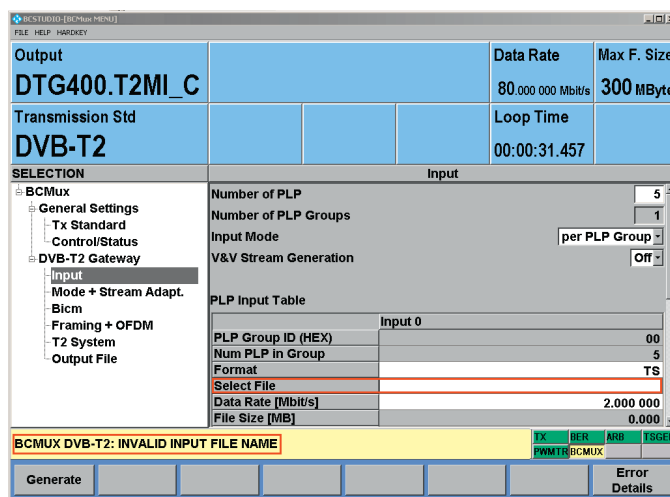 BCSTUDIO-[BCMux MENU]
FILE HELP HARDKEY
Output
DTG400.T2MI_C
Data Rate
80.000 000 Mbit/s
Max F. Size
300 MByte
Transmission Std
DVB-T2
Loop Time
00:00:31.457
SELECTION
Input
BCMux
General Settings
Tx Standard
Control/Status
DVB-T2 Gateway
Input
Mode + Stream Adapt.
Bicm
Framing + OFDM
T2 System
Output File
Number of PLP 5
Number of PLP Groups 1
Input Mode per PLP Group
V&V Stream Generation Off
PLP Input Table
Input 0
PLP Group ID (HEX) 00
Num PLP in Group 5
Format TS
Select File
Data Rate [Mbit/s] 2.000 000
File Size [MB] 0.000
BCMUX DVB-T2: INVALID INPUT FILE NAME
TX BER ARB TSGE
PWMTR BCMUX
Generate
Error
Details